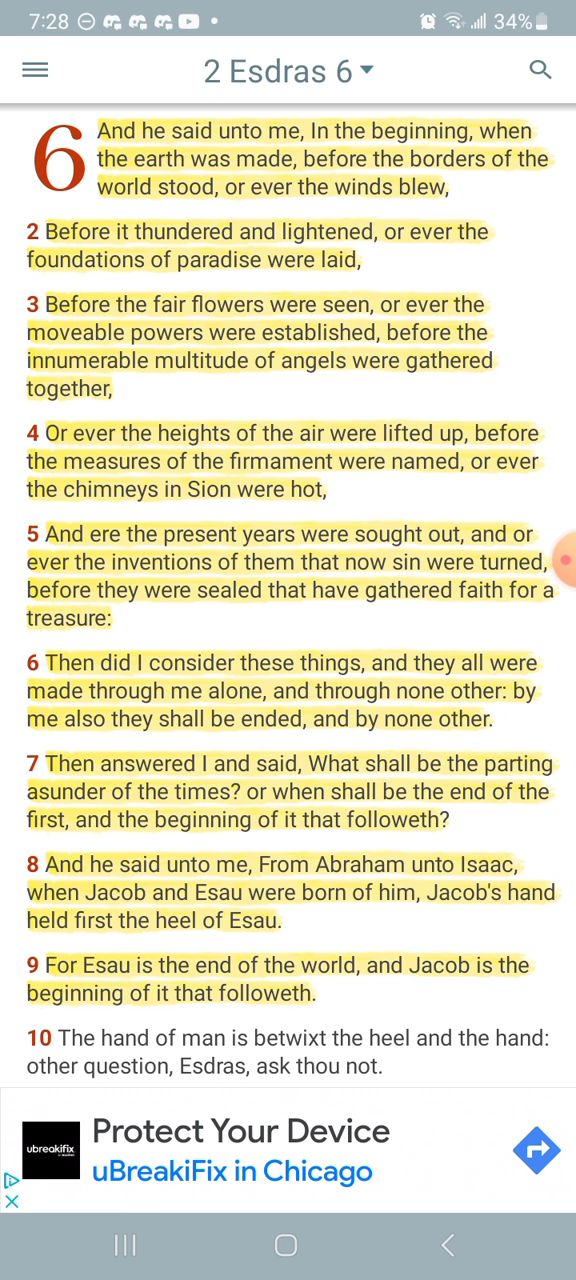 7:28
34%
2 Esdras 6
6 And he said unto me, In the beginning, when
the earth was made, before the borders of the
world stood, or ever the winds blew,
2 Before it thundered and lightened, or ever the
foundations of paradise were laid,
3 Before the fair flowers were seen, or ever the
moveable powers were established, before the
innumerable multitude of angels were gathered
together,
4 Or ever the heights of the air were lifted up, before
the measures of the firmament were named, or ever
the chimneys in Sion were hot,
5 And ere the present years were sought out, and or
ever the inventions of them that now sin were turned,
before they were sealed that have gathered faith for a
treasure:
6 Then did I consider these things, and they all were
made through me alone, and through none other: by
me also they shall be ended, and by none other.
7 Then answered I and said, What shall be the parting
asunder of the times? or when shall be the end of the
first, and the beginning of it that followeth?
8 And he said unto me, From Abraham unto Isaac,
when Jacob and Esau were born of him, Jacob's hand
held first the heel of Esau.
9 For Esau is the end of the world, and Jacob is the
beginning of it that followeth.
10 The hand of man is betwixt the heel and the hand:
other question, Esdras, ask thou not.
ubreakifix
Protect Your Device
uBreakiFix in Chicago